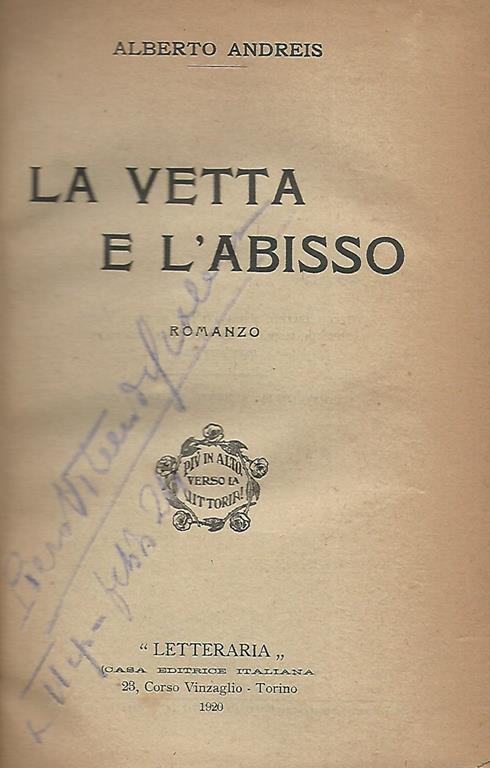 ALBERTO ANDREIS
LA VETTA
E L'ABISSO
ROMANZO
PIÙ IN ALTO
VERSO LA
VITTORIA!
Piero
“ LETTERARIA „
(CASA EDITRICE ITALIANA
23, Corso Vinzaglio - Torino
1920